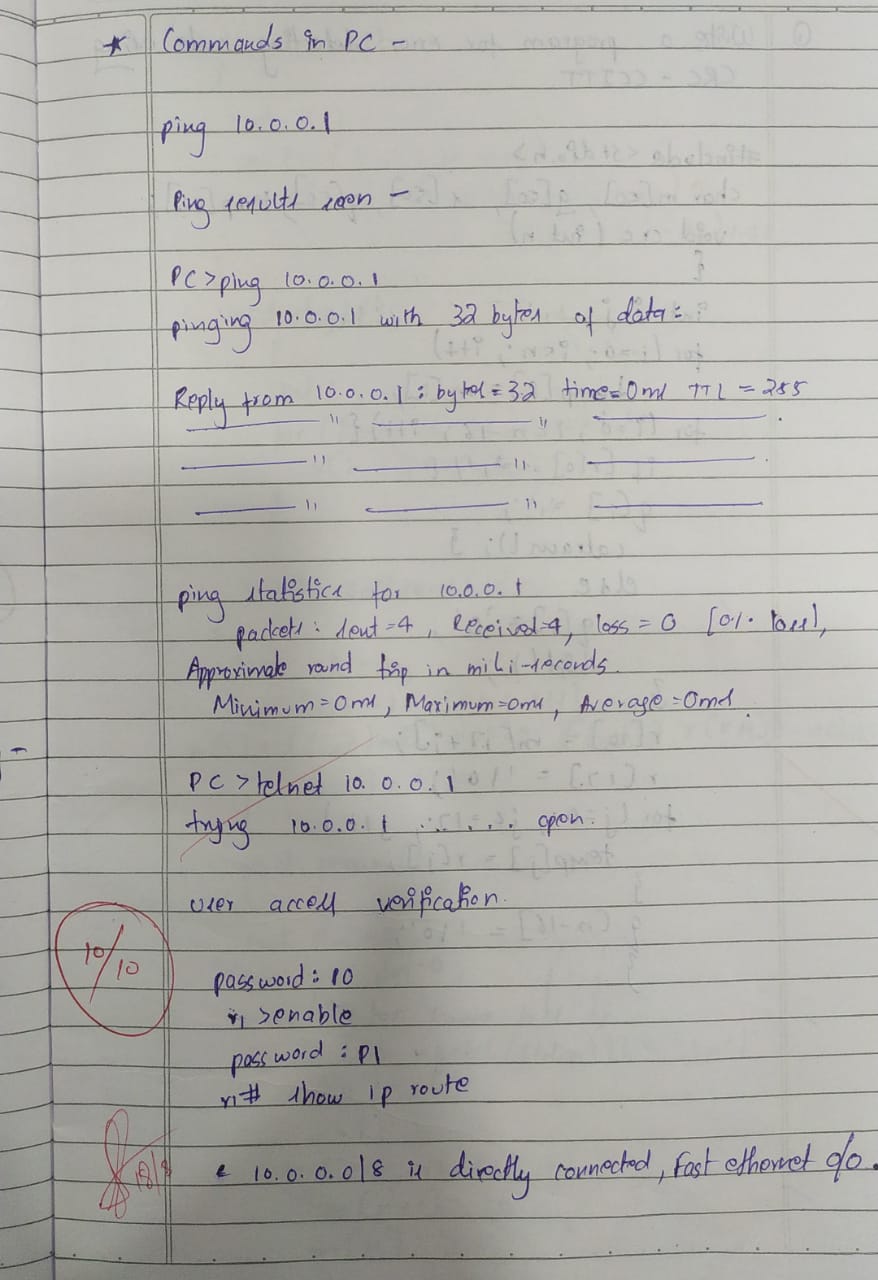 * Commands in PC -
ping 10.0.0.1
Ping results soon -
PC>ping 10.0.0.1
pinging 10.0.0.1 with 32 bytes of data:
Reply from 10.0.0.1: bytes=32 time=0ms TTL=255
—— " —— " ——
—— " —— " ——
—— " —— " ——
ping statistics for 10.0.0.1
packets: sent=4, Received=4, loss=0 [0% loss],
Approximate round trip in mili-seconds.
Minimum=0ms, Maximum=0ms, Average=0ms.
PC>telnet 10.0.0.1
trying 10.0.0.1 ....... open.
user access verification.
10/10
password: 10
r1 >enable
password: P1
r1# show ip route
10.0.0.0/8 is directly connected, Fast ethernet 0/0.